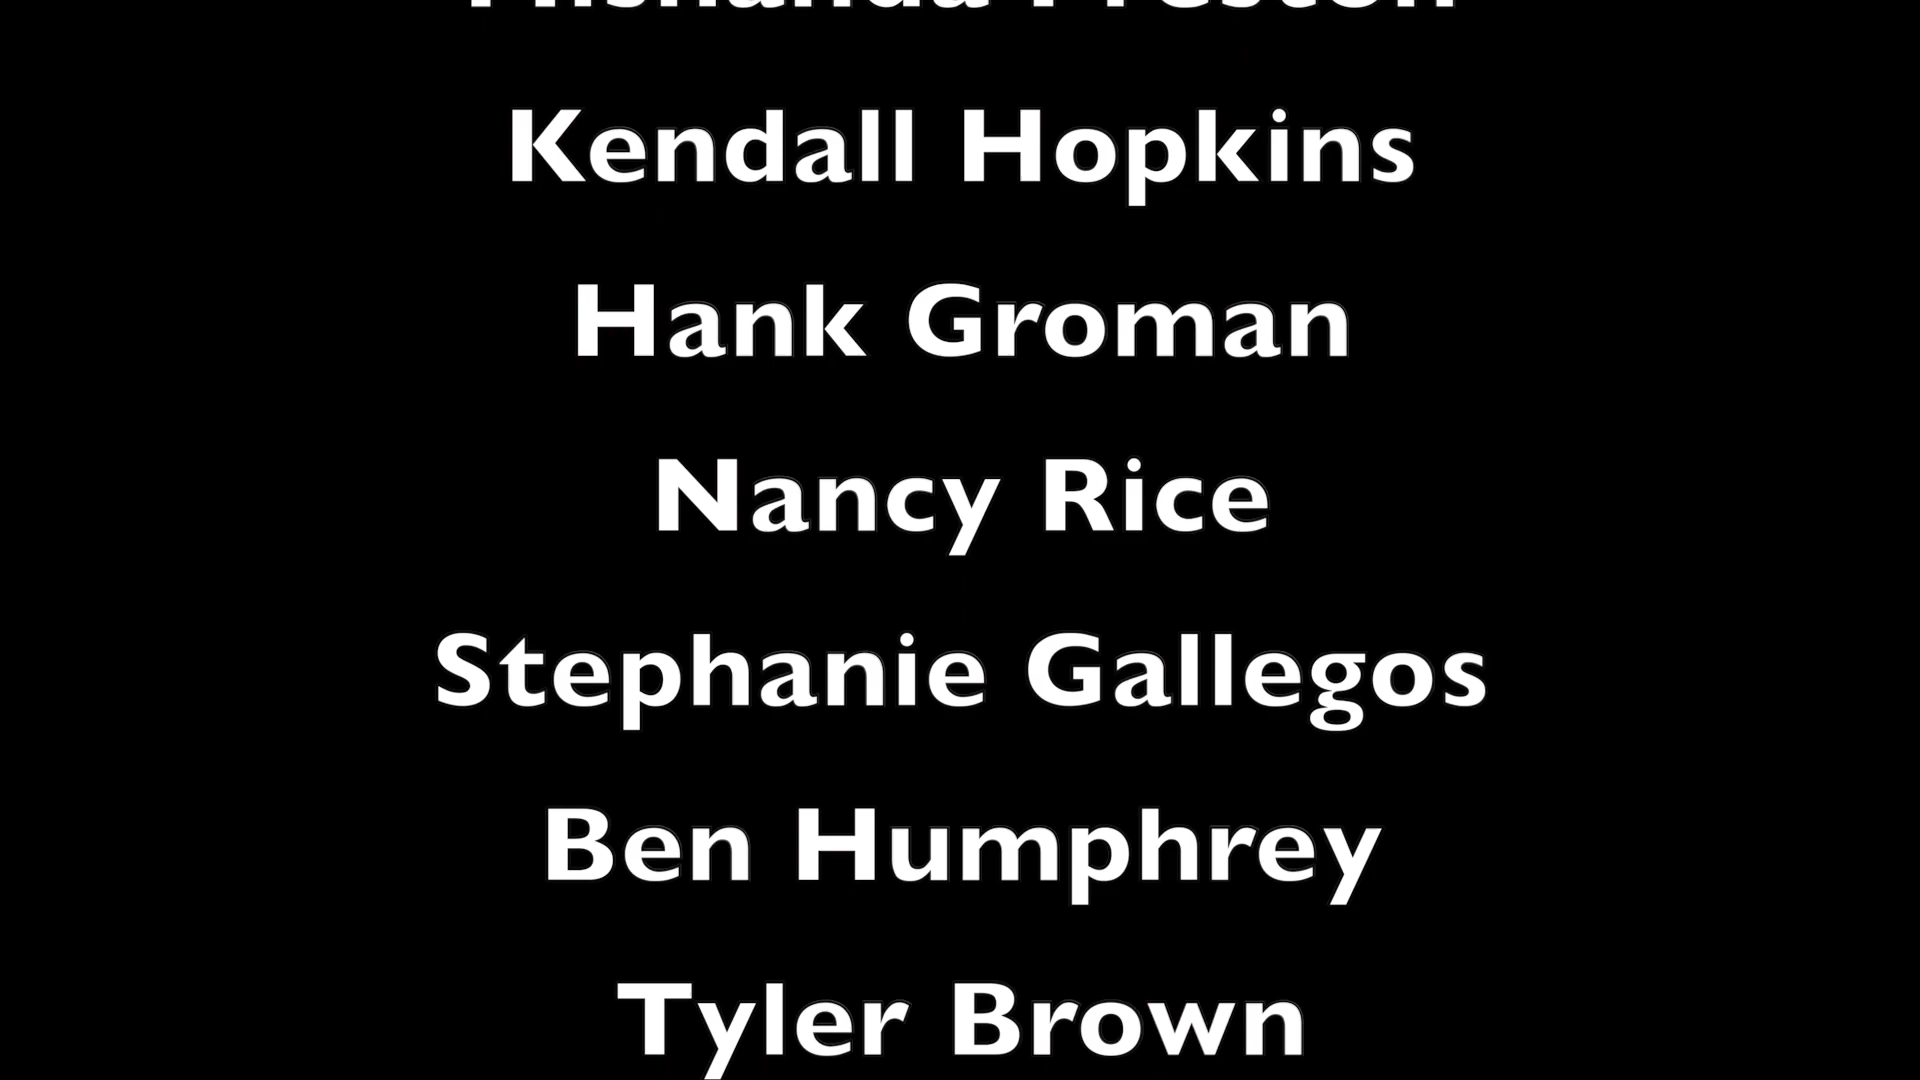 Kendall Hopkins
Hank Groman
Nancy Rice
Stephanie Gallegos
Ben Humphrey
Tyler Brown